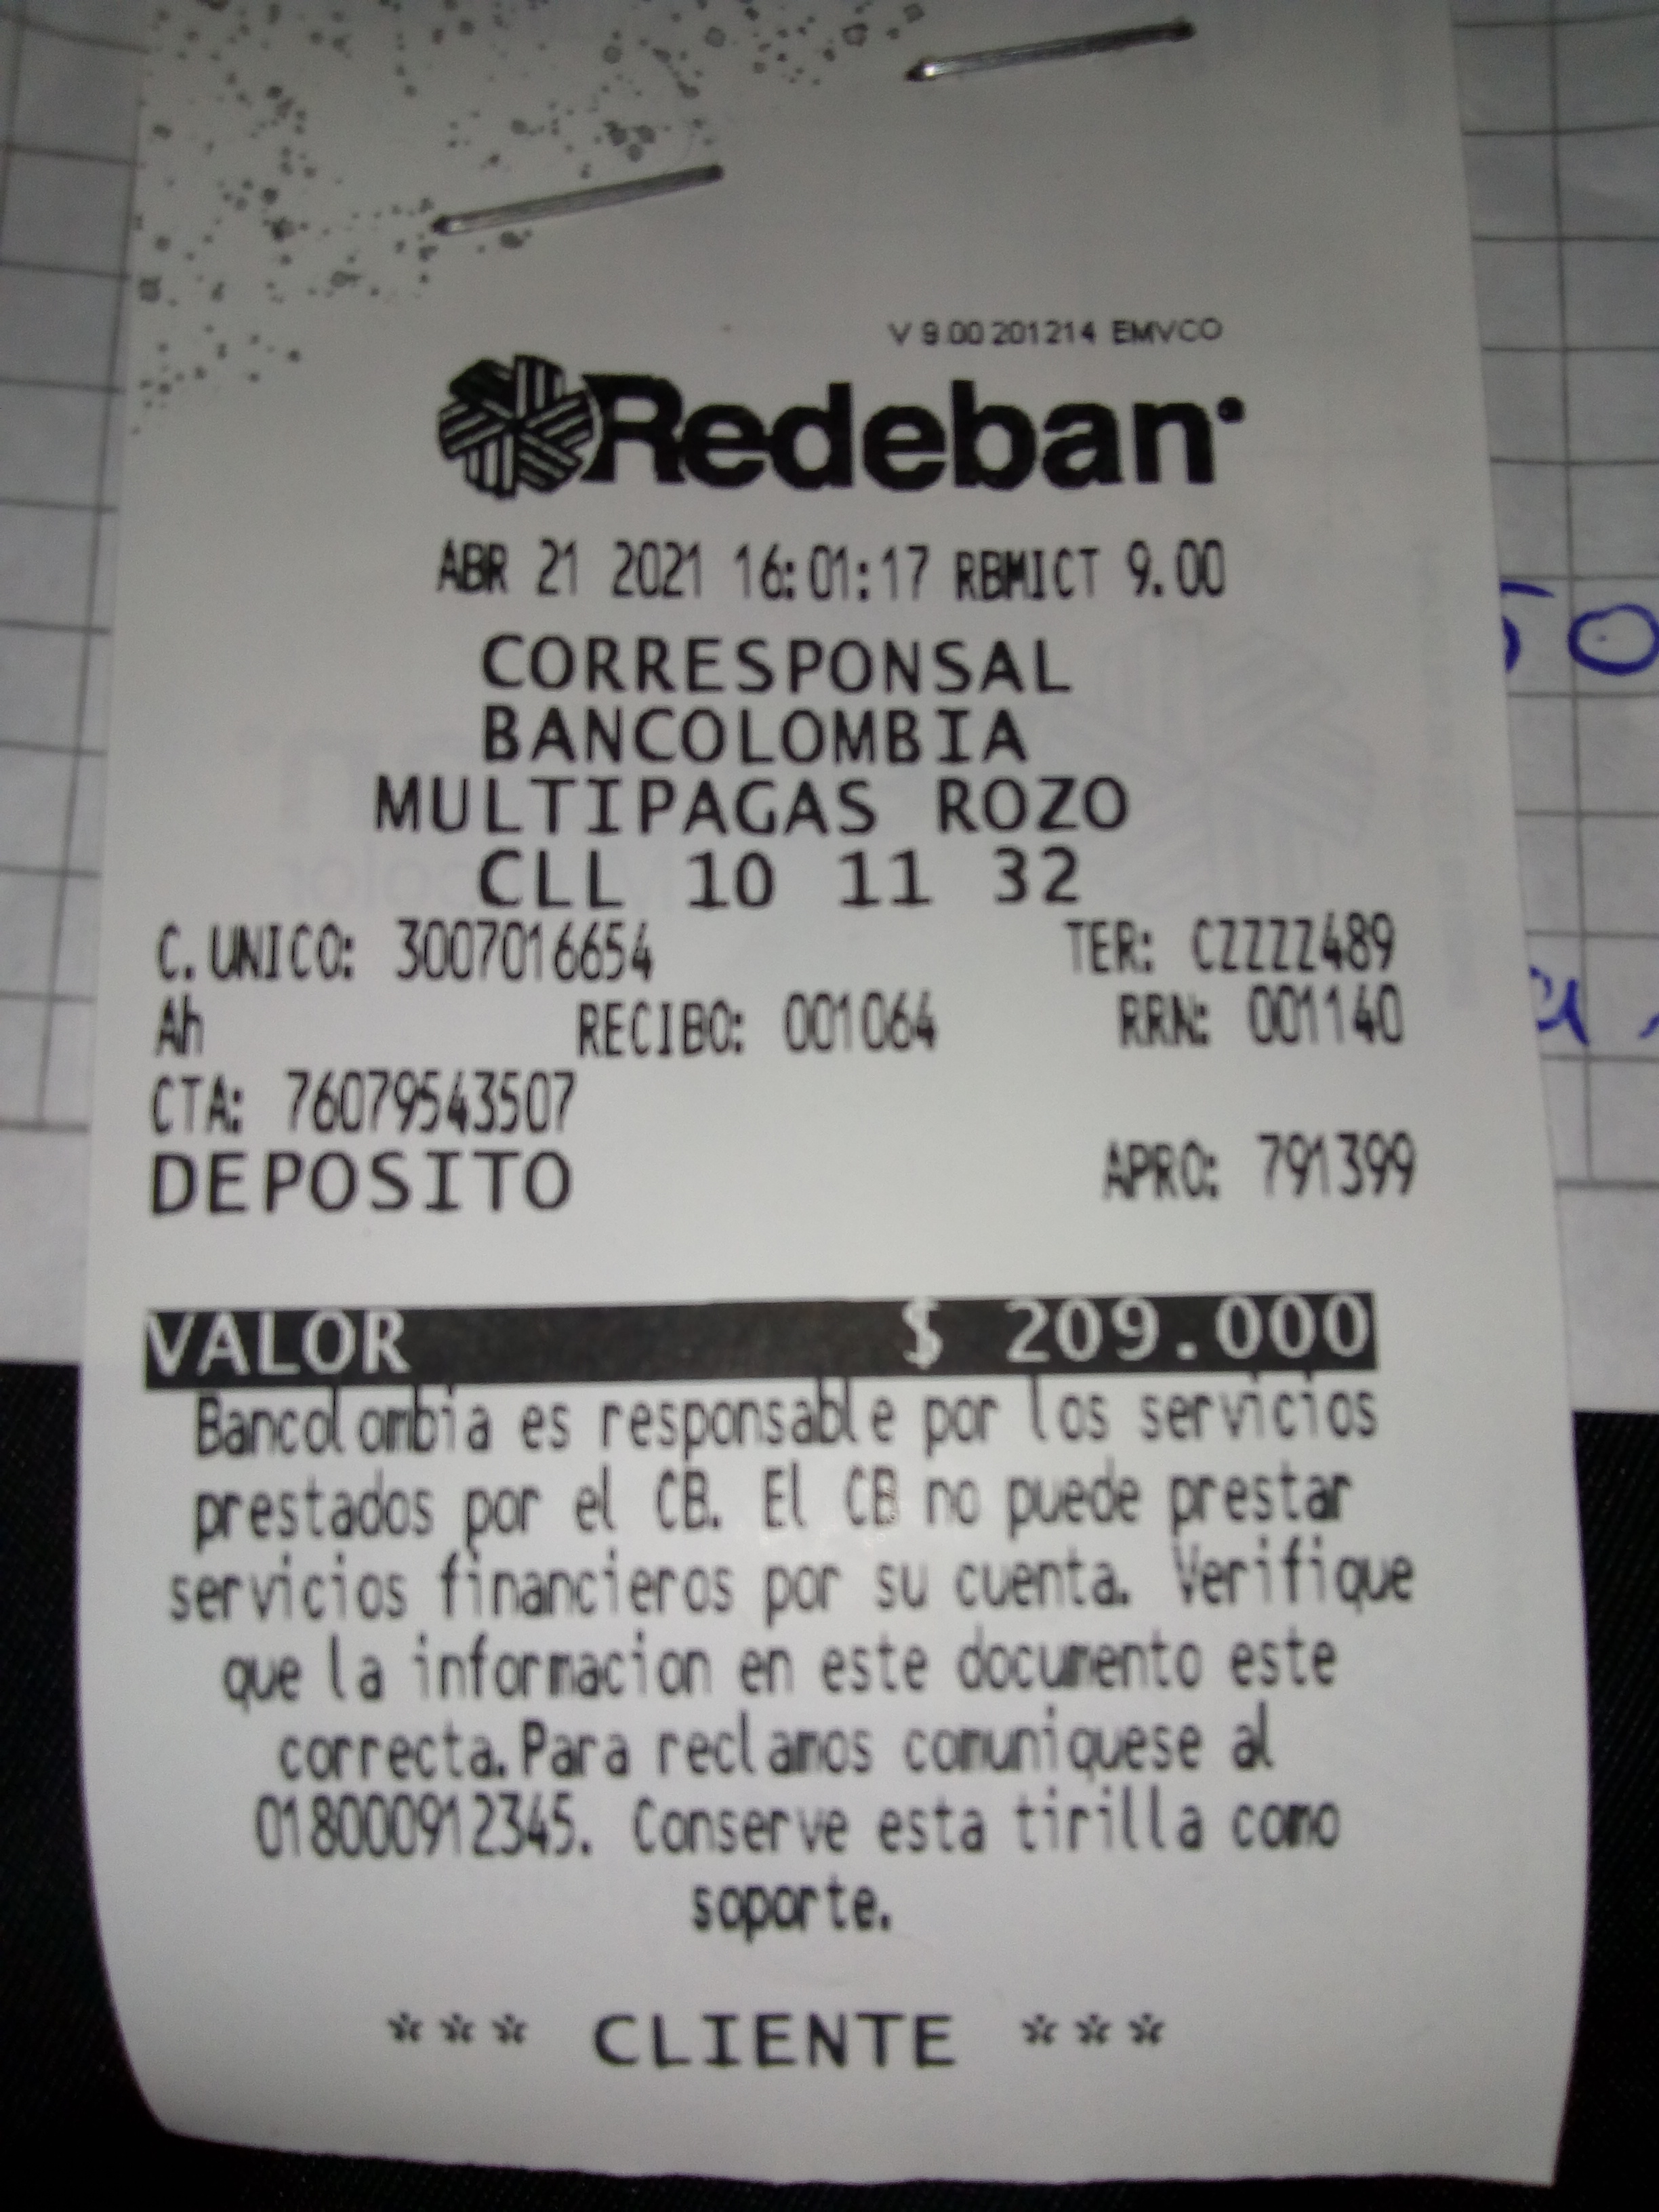 V 9.00 201214 EMVCO
Redeban
ABR 21 2021 16:01:17 RBMICT 9.00
CORRESPONSAL
BANCOLOMBIA
MULTIPAGAS ROZO
CLL 10 11 32
C.UNICO: 3007016654 TER: CZZZZ489
Ah RECIBO: 001064 RRN: 001140
CTA: 76079543507
DEPOSITO APRO: 791399
VALOR $ 209.000
Bancolombia es responsable por los servicios
prestados por el CB. El CB no puede prestar
servicios financieros por su cuenta. Verifique
que la informacion en este documento este
correcta.Para reclamos comuniquese al
018000912345. Conserve esta tirilla como
soporte.
*** CLIENTE ***